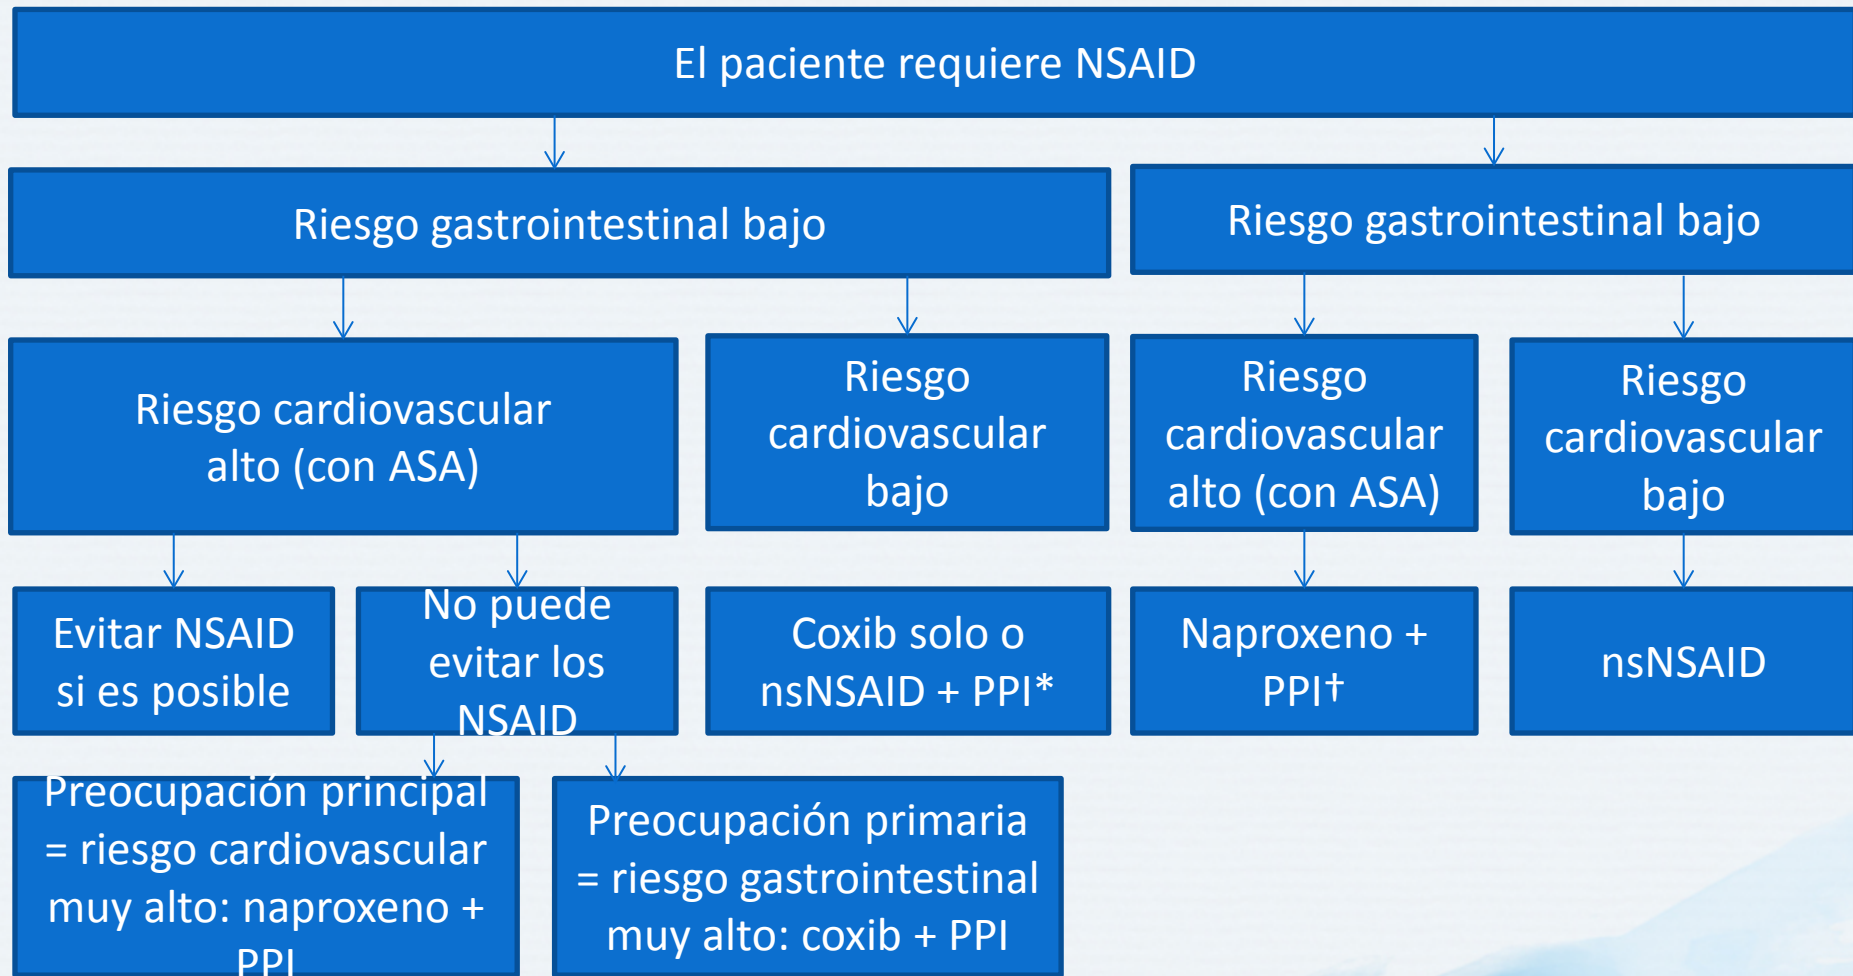 El paciente requiere NSAID
Riesgo gastrointestinal bajo
Riesgo gastrointestinal bajo
Riesgo cardiovascular
alto (con ASA)
Riesgo
cardiovascular
bajo
Riesgo
cardiovascular
alto (con ASA)
Riesgo
cardiovascular
bajo
Evitar NSAID
si es posible
No puede
evitar los
NSAID
Coxib solo o
nsNSAID + PPI*
Naproxeno +
PPI†
nsNSAID
Preocupación principal
= riesgo cardiovascular
muy alto: naproxeno +
PPI
Preocupación primaria
= riesgo gastrointestinal
muy alto: coxib + PPI